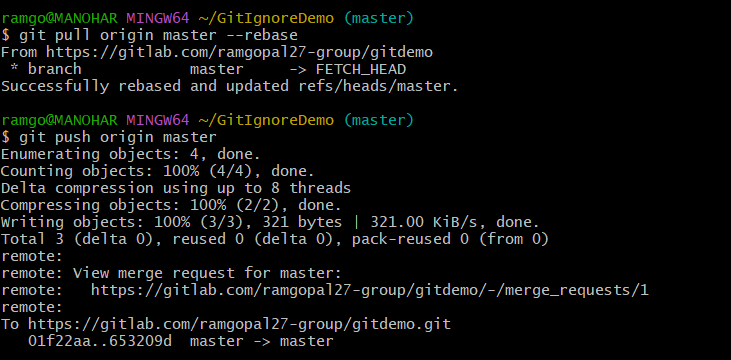 ramgo@MANOHAR MINGW64 ~/GitIgnoreDemo (master)
$ git pull origin master --rebase
From https://gitlab.com/ramgopal27-group/gitdemo
 * branch            master     -> FETCH_HEAD
Successfully rebased and updated refs/heads/master.

ramgo@MANOHAR MINGW64 ~/GitIgnoreDemo (master)
$ git push origin master
Enumerating objects: 4, done.
Counting objects: 100% (4/4), done.
Delta compression using up to 8 threads
Compressing objects: 100% (2/2), done.
Writing objects: 100% (3/3), 321 bytes | 321.00 KiB/s, done.
Total 3 (delta 0), reused 0 (delta 0), pack-reused 0 (from 0)
remote:
remote: View merge request for master:
remote:   https://gitlab.com/ramgopal27-group/gitdemo/-/merge_requests/1
remote:
To https://gitlab.com/ramgopal27-group/gitdemo.git
   01f22aa..653209d  master -> master